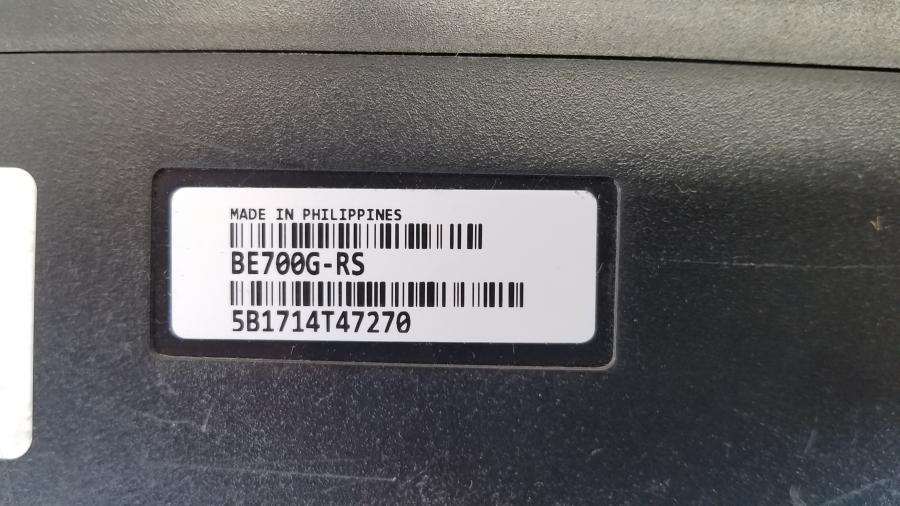 MADE IN PHILIPPINES
BE700G-RS
5B1714T47270